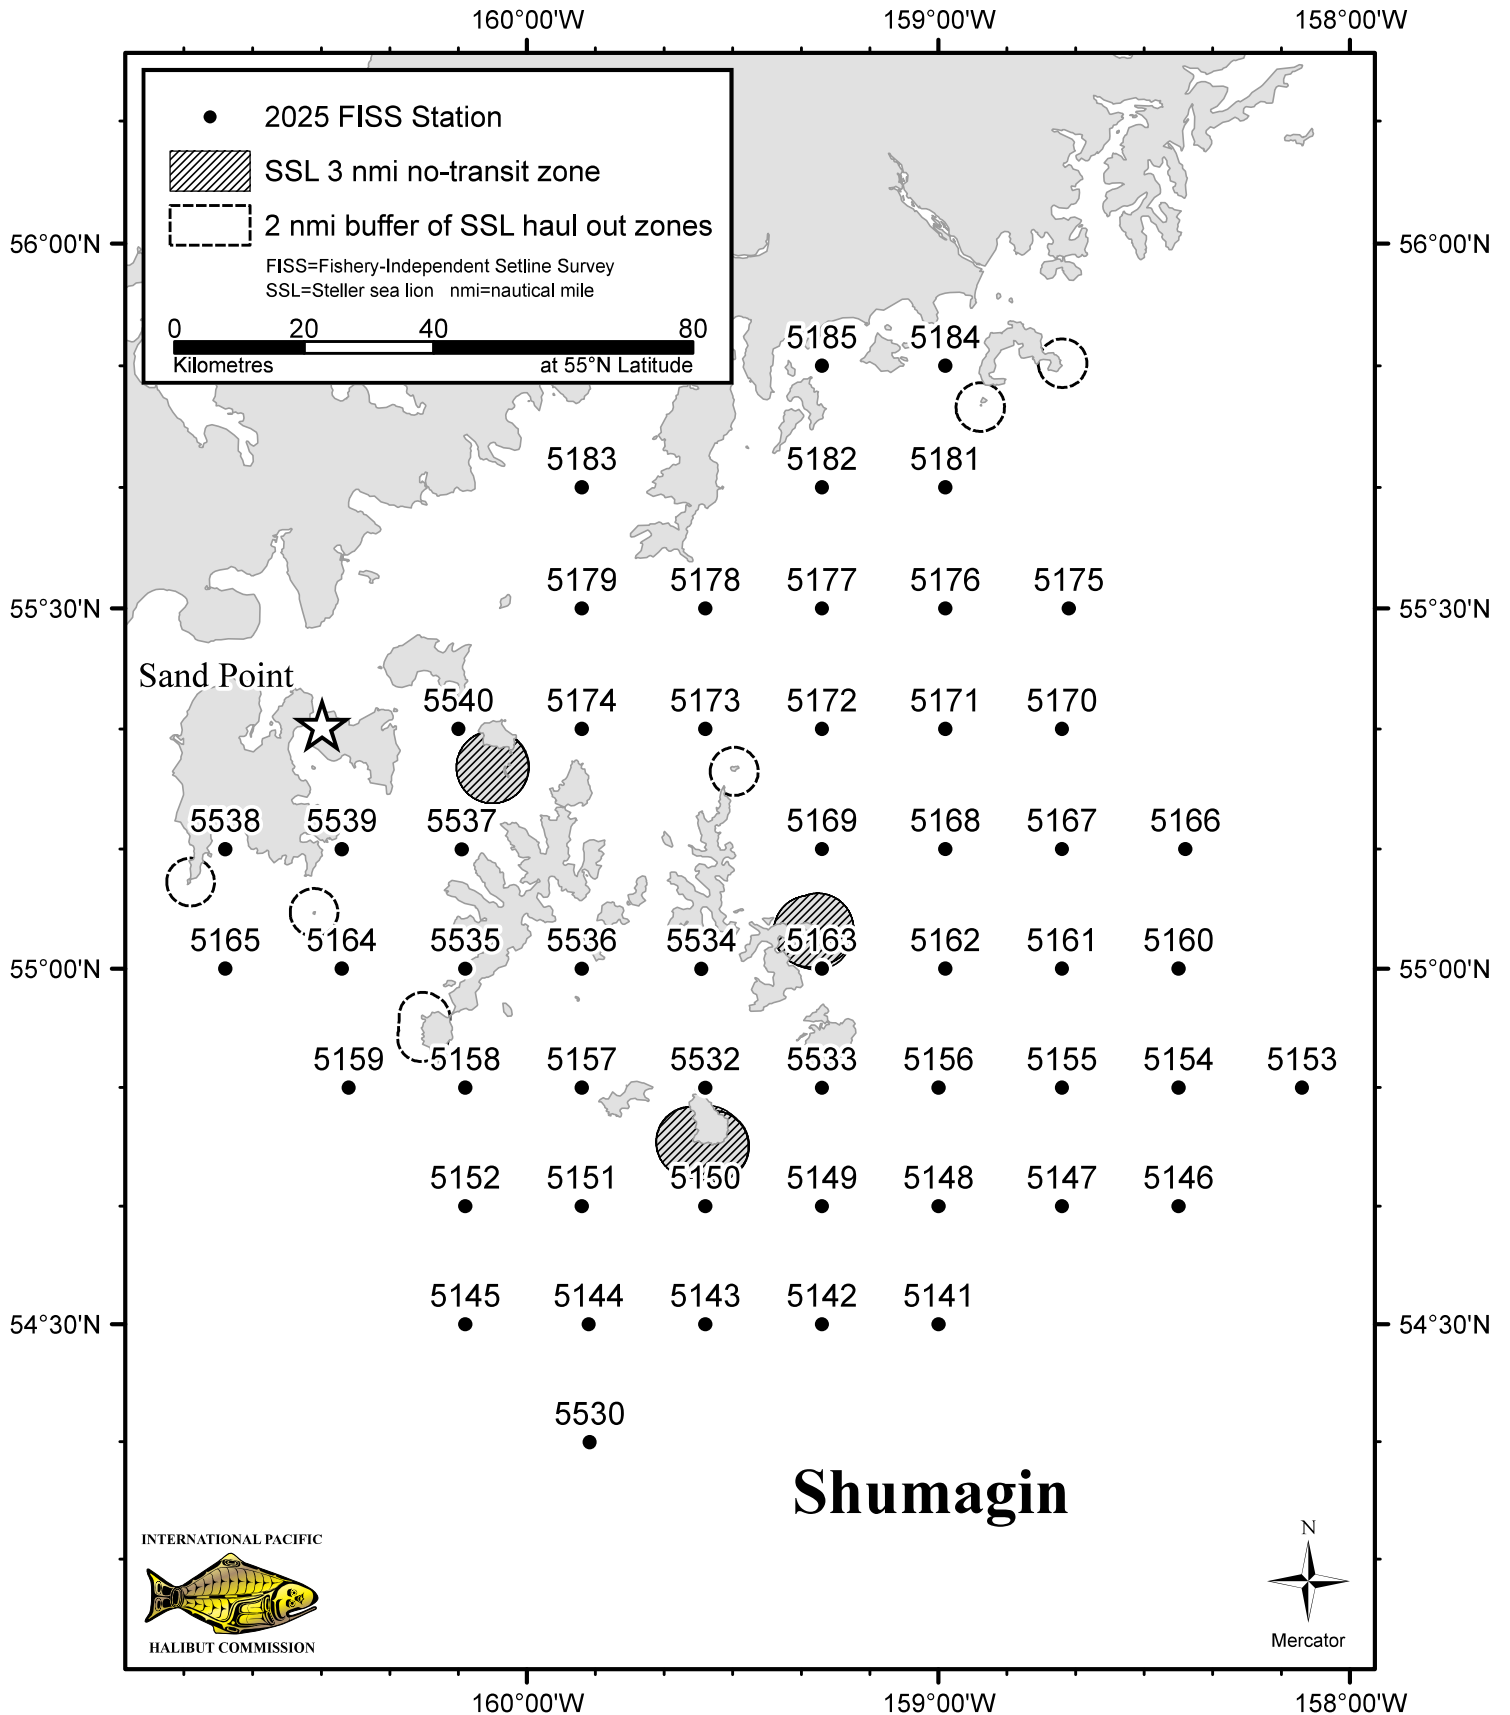 160°00'W 159°00'W 158°00'W
2025 FISS Station
SSL 3 nmi no-transit zone
2 nmi buffer of SSL haul out zones
FISS=Fishery-Independent Setline Survey
SSL=Steller sea lion nmi=nautical mile
0 20 40 80
Kilometres at 55°N Latitude
56°00'N 56°00'N
5185 5184
5183 5182 5181
5179 5178 5177 5176 5175
55°30'N 55°30'N
Sand Point
5540 5174 5173 5172 5171 5170
5538 5539 5537 5169 5168 5167 5166
5165 5164 5535 5536 5534 5163 5162 5161 5160
55°00'N 55°00'N
5159 5158 5157 5532 5533 5156 5155 5154 5153
5152 5151 5150 5149 5148 5147 5146
5145 5144 5143 5142 5141
54°30'N 54°30'N
5530
Shumagin
INTERNATIONAL PACIFIC
HALIBUT COMMISSION
N
Mercator
160°00'W 159°00'W 158°00'W